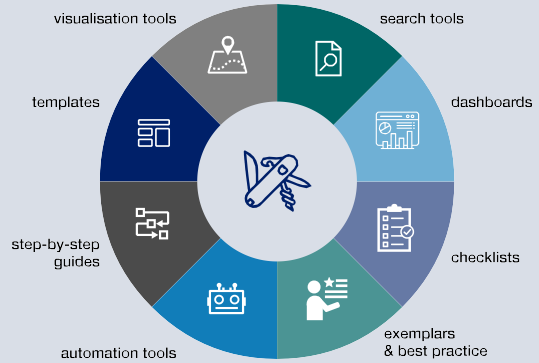 visualisation tools
search tools
templates
dashboards
step-by-step
guides
checklists
automation tools
exemplars
& best practice